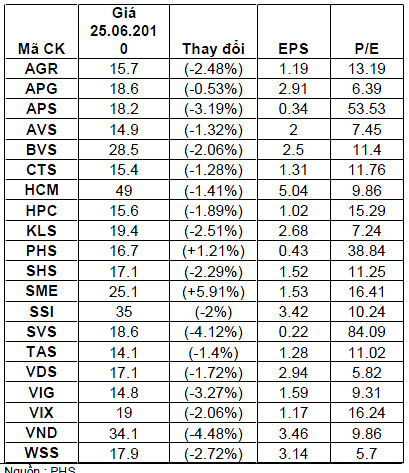 Mã CK Giá 25.06.2010 Thay đổi EPS P/E
AGR 15.7 (-2.48%) 1.19 13.19
APG 18.6 (-0.53%) 2.91 6.39
APS 18.2 (-3.19%) 0.34 53.53
AVS 14.9 (-1.32%) 2 7.45
BVS 28.5 (-2.06%) 2.5 11.4
CTS 15.4 (-1.28%) 1.31 11.76
HCM 49 (-1.41%) 5.04 9.86
HPC 15.6 (-1.89%) 1.02 15.29
KLS 19.4 (-2.51%) 2.68 7.24
PHS 16.7 (+1.21%) 0.43 38.84
SHS 17.1 (-2.29%) 1.52 11.25
SME 25.1 (+5.91%) 1.53 16.41
SSI 35 (-2%) 3.42 10.24
SVS 18.6 (-4.12%) 0.22 84.09
TAS 14.1 (-1.4%) 1.28 11.02
VDS 17.1 (-1.72%) 2.94 5.82
VIG 14.8 (-3.27%) 1.59 9.31
VIX 19 (-2.06%) 1.17 16.24
VND 34.1 (-4.48%) 3.46 9.86
WSS 17.9 (-2.72%) 3.14 5.7
Nguồn : PHS